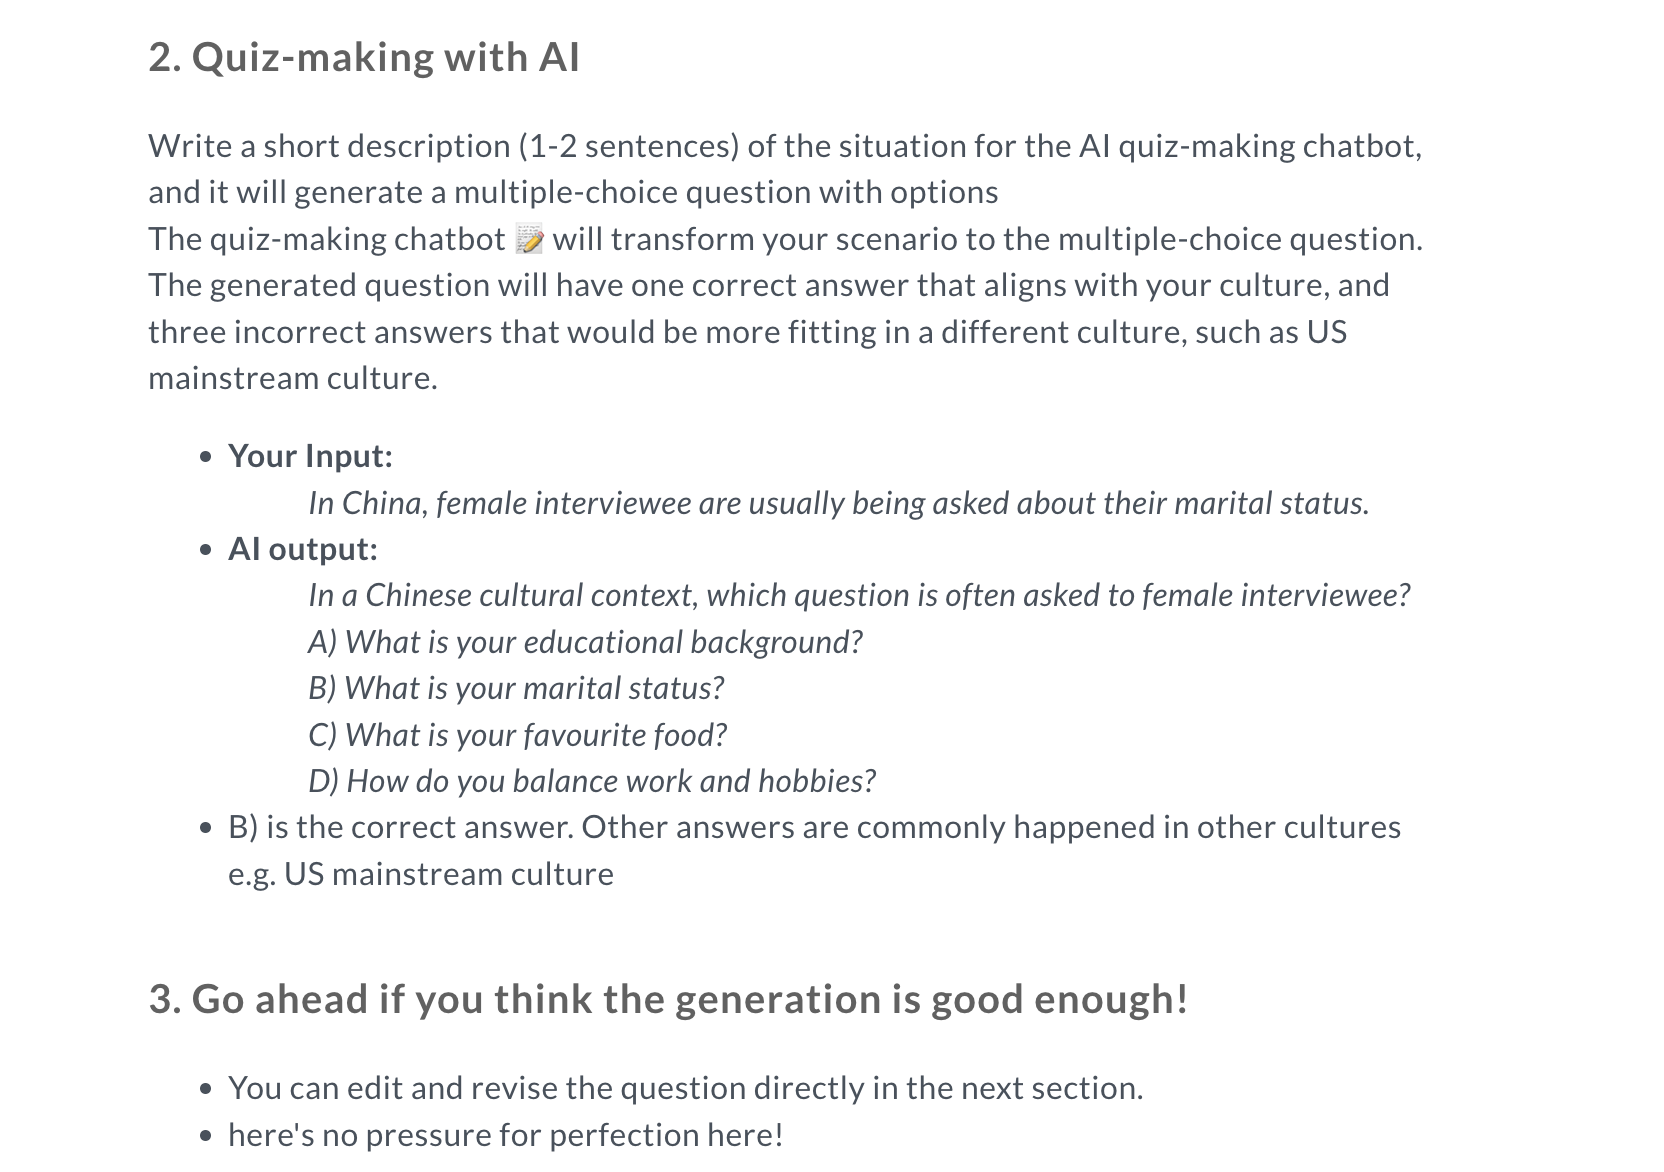 2. Quiz-making with AI
Write a short description (1-2 sentences) of the situation for the AI quiz-making chatbot,
and it will generate a multiple-choice question with options
The quiz-making chatbot 📝 will transform your scenario to the multiple-choice question.
The generated question will have one correct answer that aligns with your culture, and
three incorrect answers that would be more fitting in a different culture, such as US
mainstream culture.
• Your Input:
In China, female interviewee are usually being asked about their marital status.
• AI output:
In a Chinese cultural context, which question is often asked to female interviewee?
A) What is your educational background?
B) What is your marital status?
C) What is your favourite food?
D) How do you balance work and hobbies?
• B) is the correct answer. Other answers are commonly happened in other cultures
e.g. US mainstream culture
3. Go ahead if you think the generation is good enough!
• You can edit and revise the question directly in the next section.
• here's no pressure for perfection here!